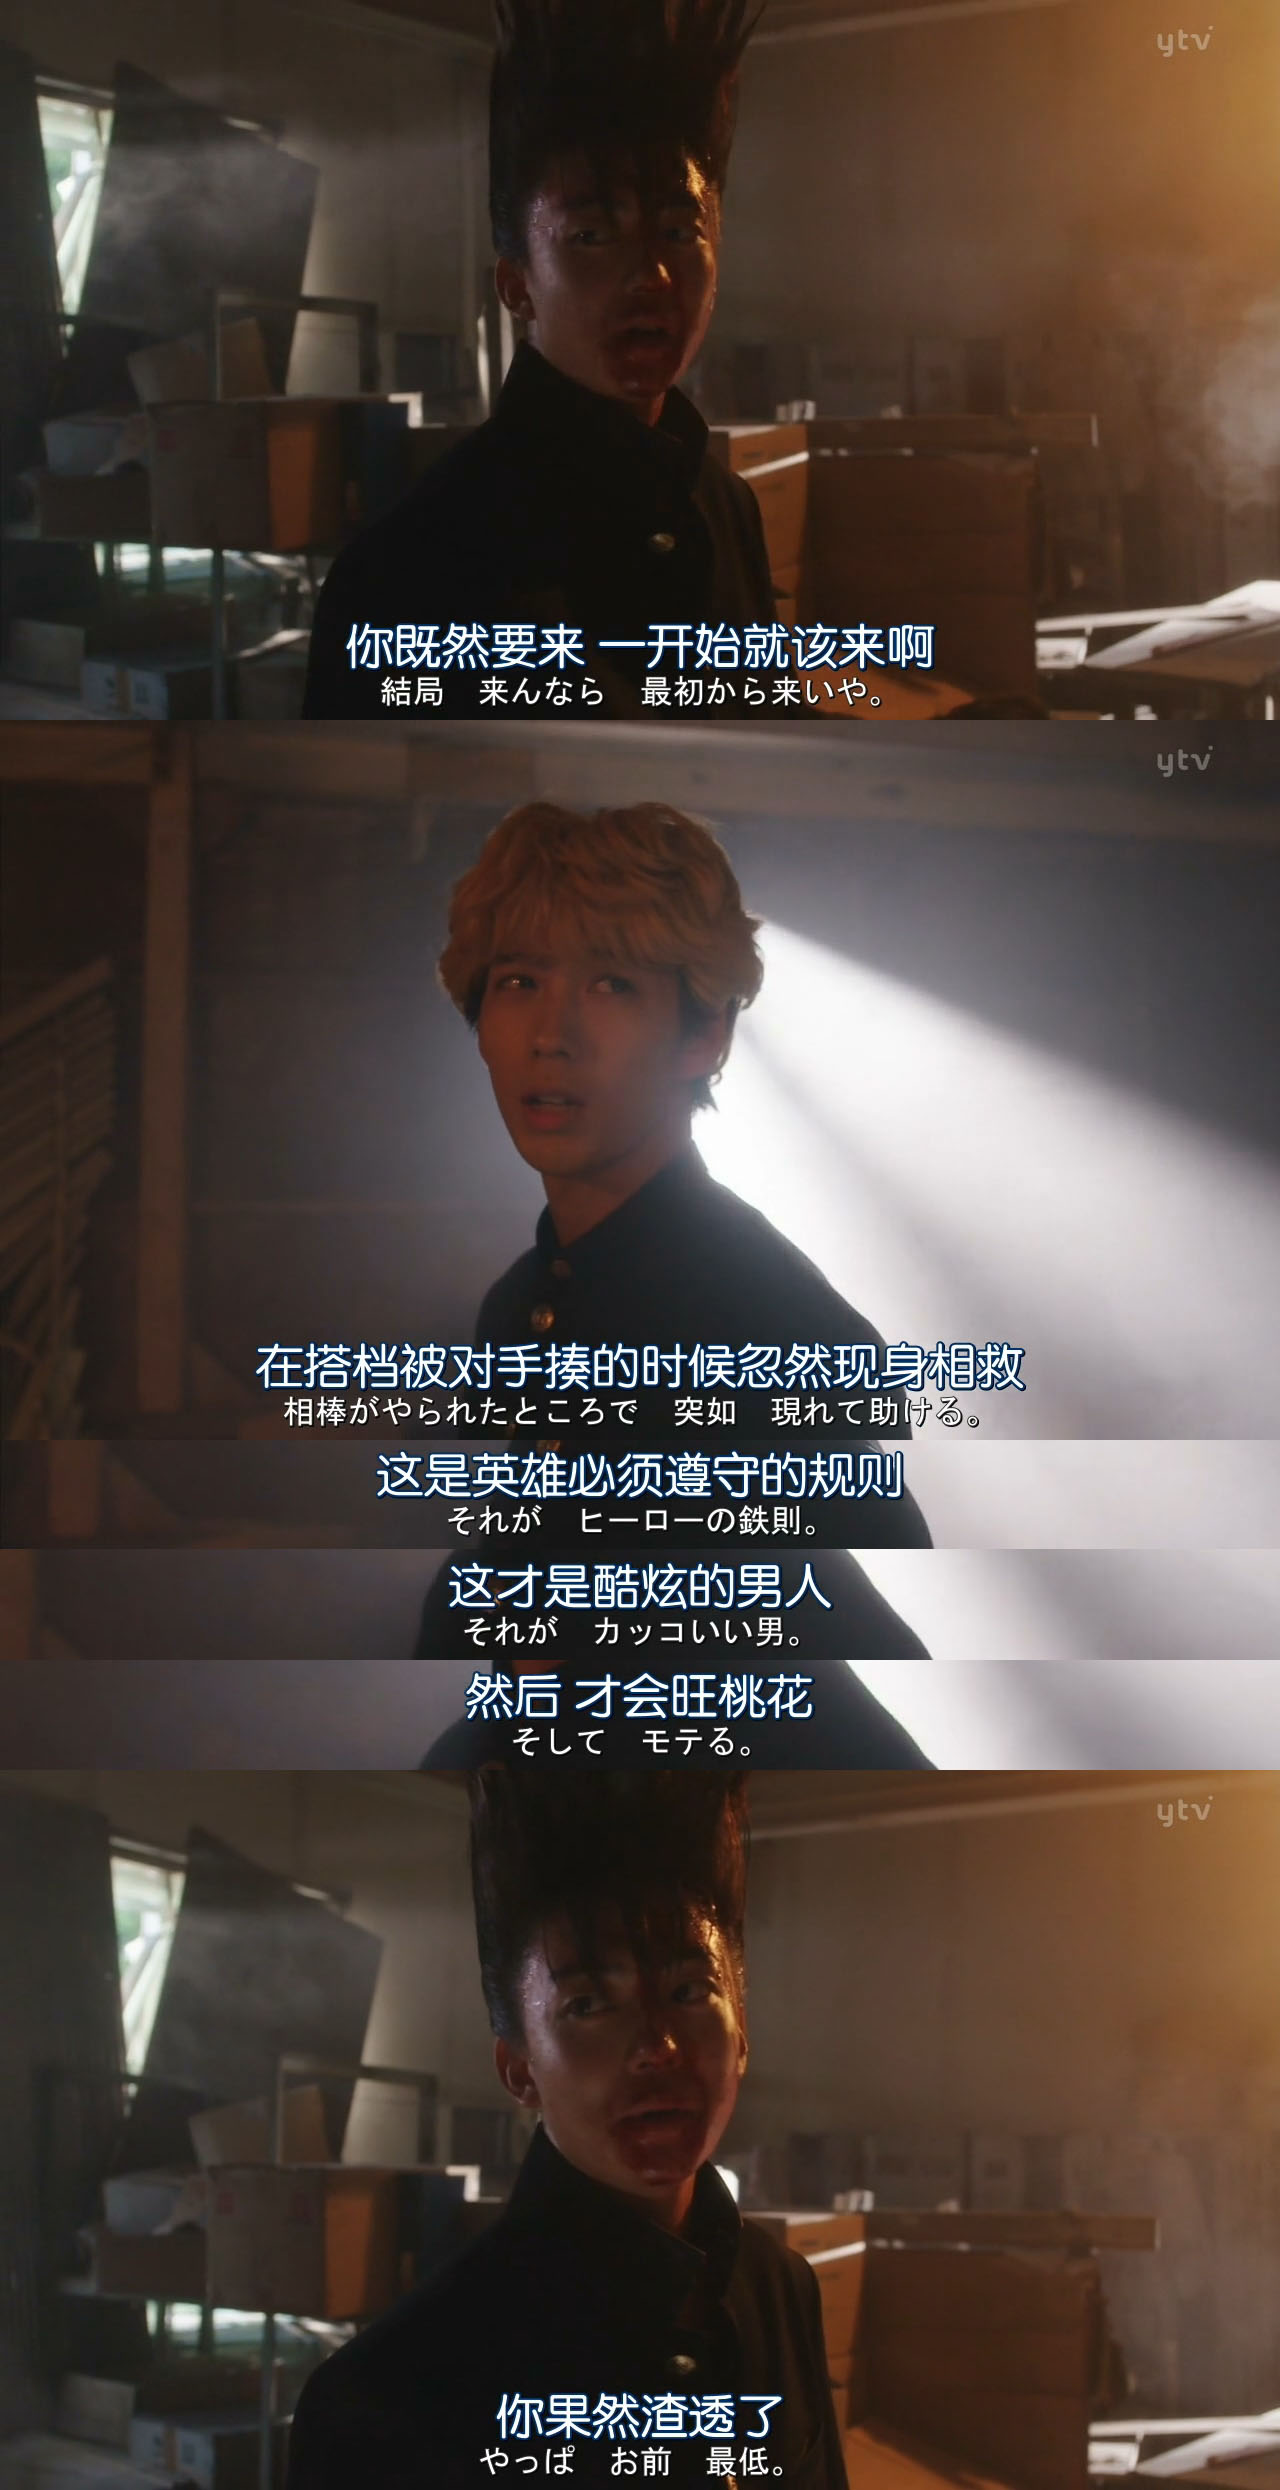 ytv
你既然要来 一开始就该来啊
結局　来んなら　最初から来いや。
ytv
在搭档被对手揍的时候忽然现身相救
相棒がやられたところで　突如　現れて助ける。
这是英雄必须遵守的规则
それが　ヒーローの鉄則。
这才是酷炫的男人
それが　カッコいい男。
然后 才会旺桃花
そして　モテる。
ytv
你果然渣透了
やっぱ　お前　最低。